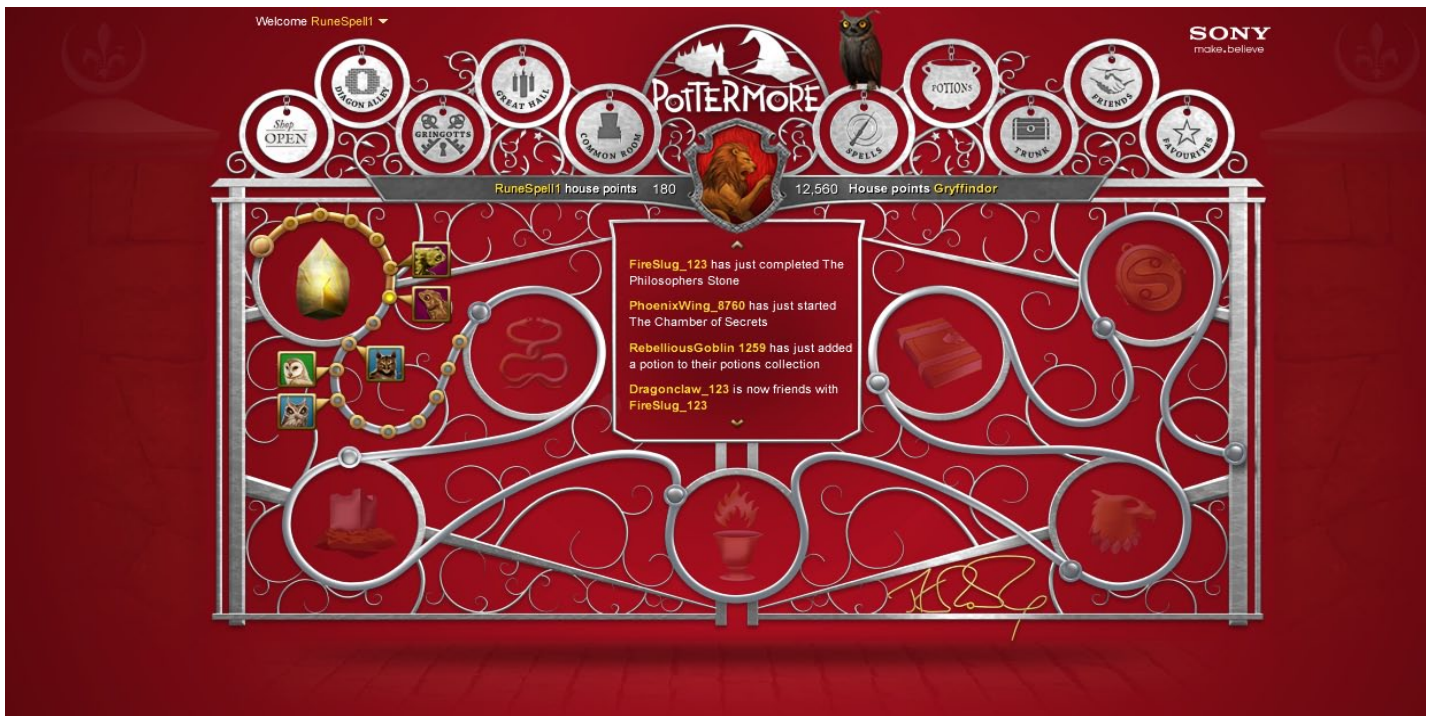 Welcome RuneSpell1
SONY
make.believe
Shop
OPEN
DIAGON ALLEY
GRINGOTTS
GREAT HALL
COMMON ROOM
POTTERMORE
SPELLS
POTIONS
TRUNK
FRIENDS
FAVOURITES
RuneSpell1 house points 180
12,560 House points Gryffindor
FireSlug_123 has just completed The
Philosophers Stone
PhoenixWing_8760 has just started
The Chamber of Secrets
RebelliousGoblin 1259 has just added
a potion to their potions collection
Dragonclaw_123 is now friends with
FireSlug_123